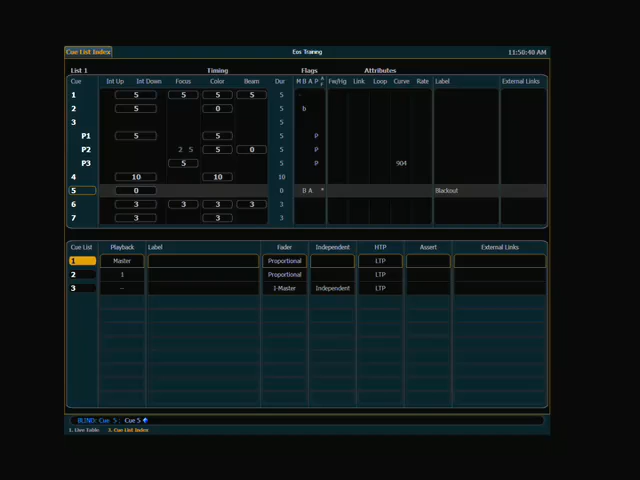 Cue List Index Eos Training 11:50:40 AM
List 1 Timing Flags Attributes
Cue Int Up Int Down Focus Color Beam Dur M B A P A F Fw/Hg Link Loop Curve Rate Label External Links
1 5 5 5 5 5 -
2 5 0 5 b
3 5
P1 5 5 5 P
P2 2 5 5 0 5 P
P3 5 5 P 904
4 10 10 10
5 0 0 B A * Blackout
6 3 3 3 3 3
7 3 3 3
Cue List Playback Label Fader Independent HTP Assert External Links
1 Master Proportional LTP
2 1 Proportional LTP
3 -- I-Master Independent LTP
BLIND: Cue 5 : Cue 5
1. Live Table 3. Cue List Index